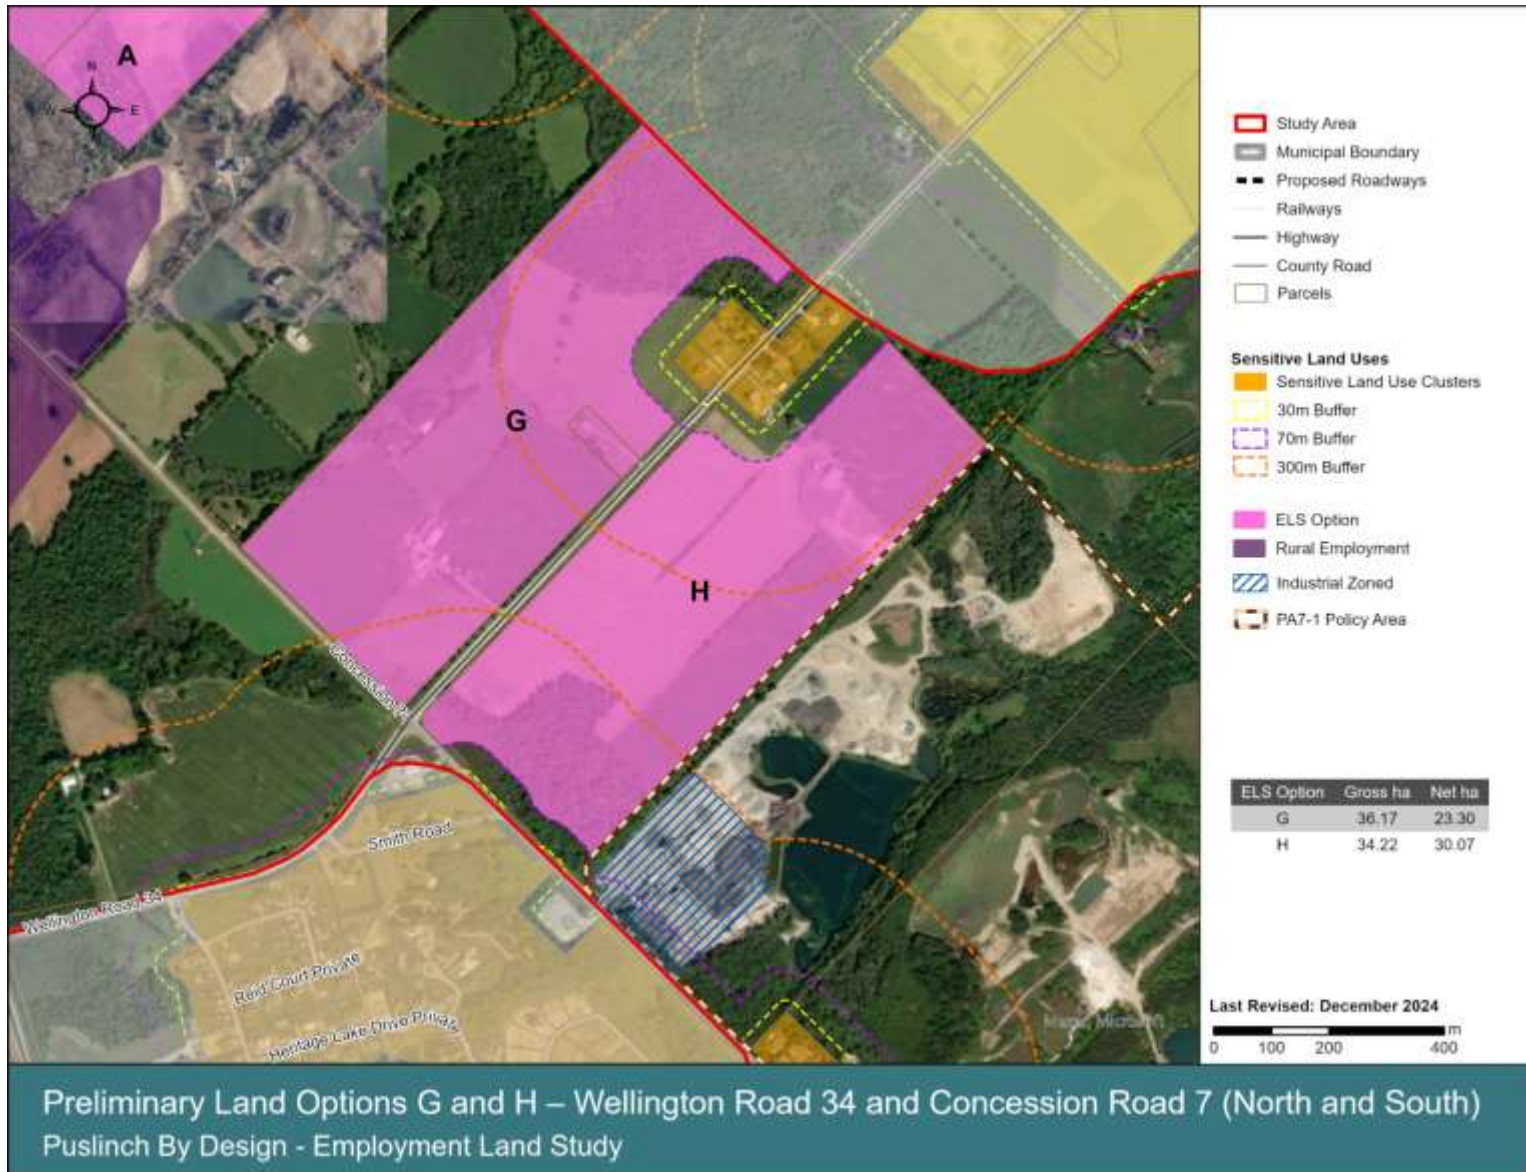 A
N
W
E
G
H
Concession 7
Smith Road
Wellington Road 34
Reid Court Private
Heritage Lake Drive Private
Study Area
Municipal Boundary
Proposed Roadways
Railways
Highway
County Road
Parcels
Sensitive Land Uses
Sensitive Land Use Clusters
30m Buffer
70m Buffer
300m Buffer
ELS Option
Rural Employment
Industrial Zoned
PA7-1 Policy Area
ELS Option Gross ha Net ha
G 36.17 23.30
H 34.22 30.07
Last Revised: December 2024
m
0 100 200 400
Preliminary Land Options G and H – Wellington Road 34 and Concession Road 7 (North and South)
Puslinch By Design - Employment Land Study